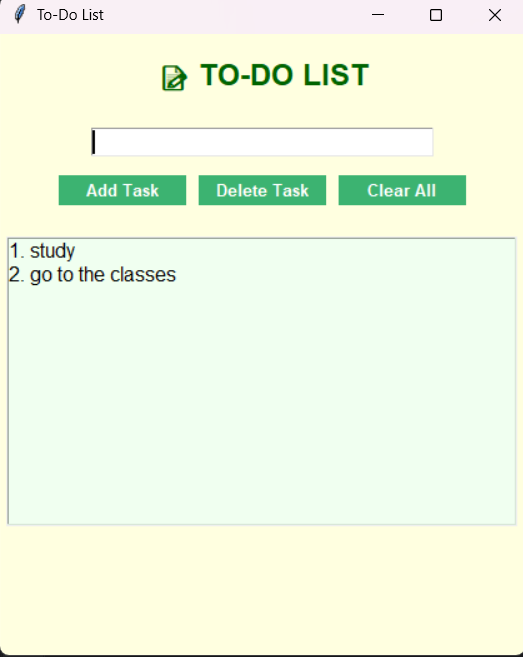 To-Do List
TO-DO LIST
Add Task Delete Task Clear All
1. study
2. go to the classes